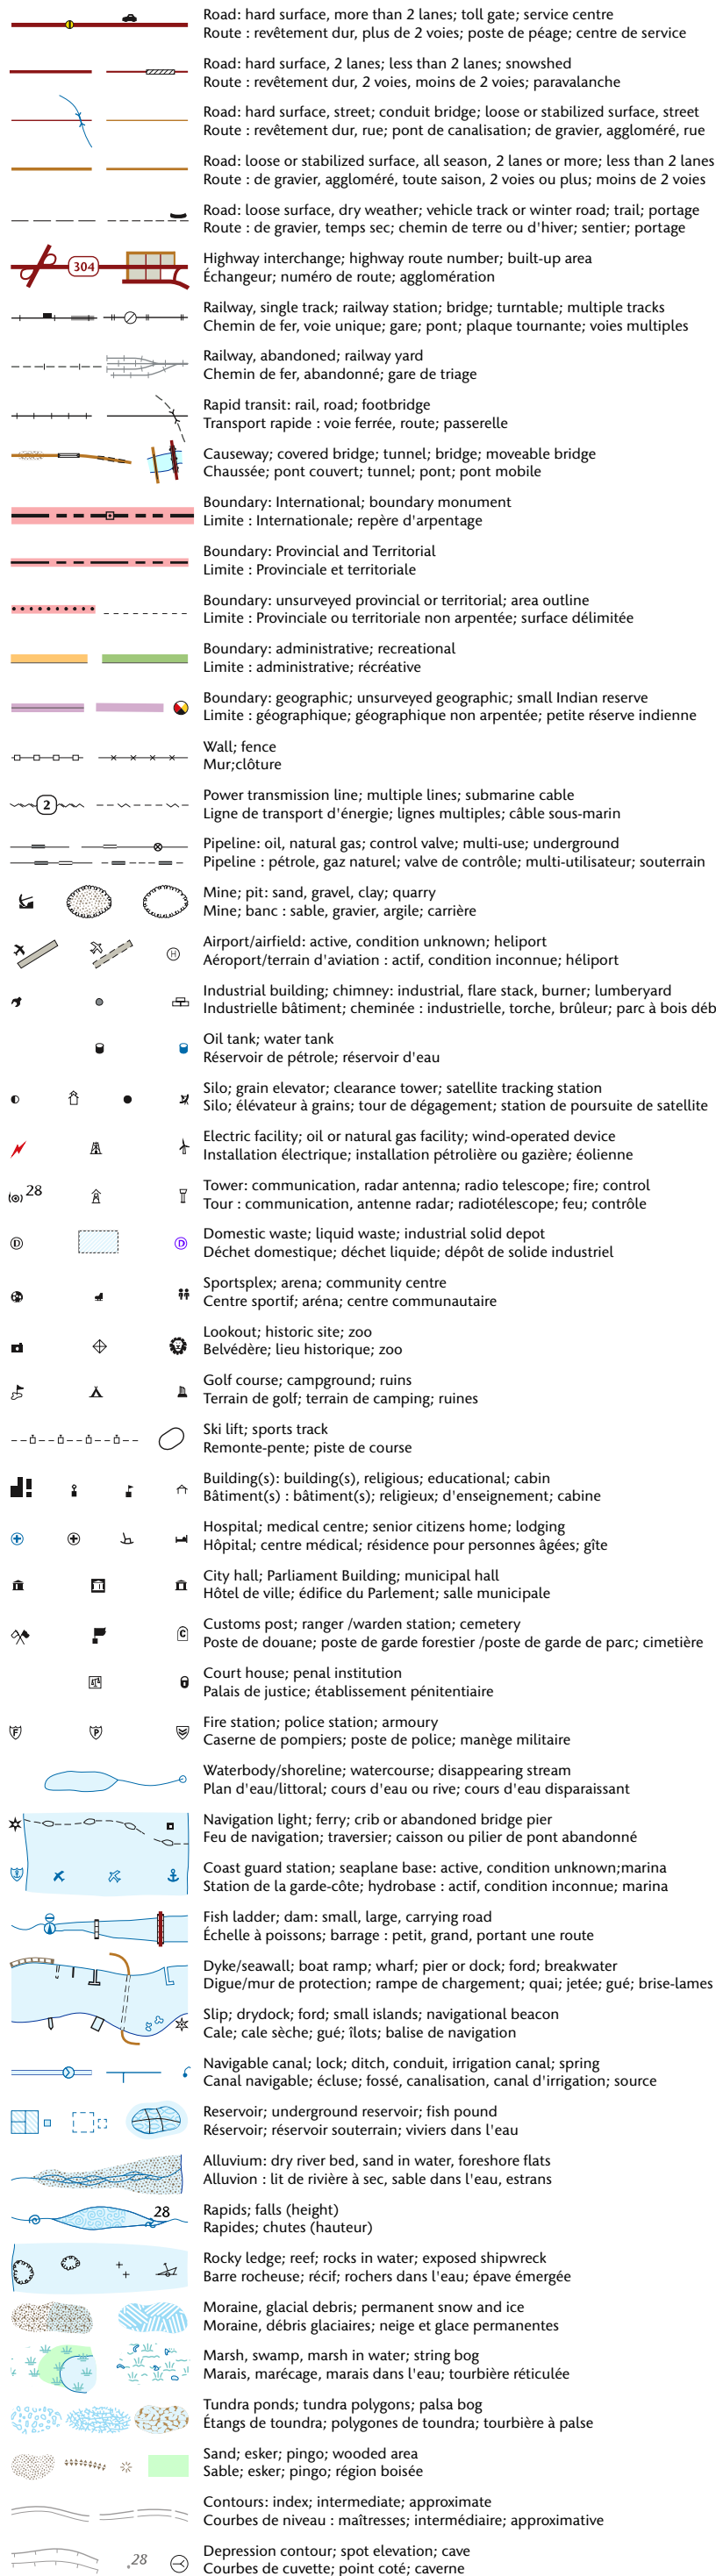 Road: hard surface, more than 2 lanes; toll gate; service centre
Route : revêtement dur, plus de 2 voies; poste de péage; centre de service
Road: hard surface, 2 lanes; less than 2 lanes; snowshed
Route : revêtement dur, 2 voies, moins de 2 voies; paravalanche
Road: hard surface, street; conduit bridge; loose or stabilized surface, street
Route : revêtement dur, rue; pont de canalisation; de gravier, aggloméré, rue
Road: loose or stabilized surface, all season, 2 lanes or more; less than 2 lanes
Route : de gravier, aggloméré, toute saison, 2 voies ou plus; moins de 2 voies
Road: loose surface, dry weather; vehicle track or winter road; trail; portage
Route : de gravier, temps sec; chemin de terre ou d'hiver; sentier; portage
304
Highway interchange; highway route number; built-up area
Échangeur; numéro de route; agglomération
Railway, single track; railway station; bridge; turntable; multiple tracks
Chemin de fer, voie unique; gare; pont; plaque tournante; voies multiples
Railway, abandoned; railway yard
Chemin de fer, abandonné; gare de triage
Rapid transit: rail, road; footbridge
Transport rapide : voie ferrée, route; passerelle
Causeway; covered bridge; tunnel; bridge; moveable bridge
Chaussée; pont couvert; tunnel; pont; pont mobile
Boundary: International; boundary monument
Limite : Internationale; repère d'arpentage
Boundary: Provincial and Territorial
Limite : Provinciale et territoriale
Boundary: unsurveyed provincial or territorial; area outline
Limite : Provinciale ou territoriale non arpentée; surface délimitée
Boundary: administrative; recreational
Limite : administrative; récréative
Boundary: geographic; unsurveyed geographic; small Indian reserve
Limite : géographique; géographique non arpentée; petite réserve indienne
Wall; fence
Mur;clôture
2
Power transmission line; multiple lines; submarine cable
Ligne de transport d'énergie; lignes multiples; câble sous-marin
Pipeline: oil, natural gas; control valve; multi-use; underground
Pipeline : pétrole, gaz naturel; valve de contrôle; multi-utilisateur; souterrain
Mine; pit: sand, gravel, clay; quarry
Mine; banc : sable, gravier, argile; carrière
H
Airport/airfield: active, condition unknown; heliport
Aéroport/terrain d'aviation : actif, condition inconnue; héliport
Industrial building; chimney: industrial, flare stack, burner; lumberyard
Industrielle bâtiment; cheminée : industrielle, torche, brûleur; parc à bois déb
Oil tank; water tank
Réservoir de pétrole; réservoir d'eau
Silo; grain elevator; clearance tower; satellite tracking station
Silo; élévateur à grains; tour de dégagement; station de poursuite de satellite
Electric facility; oil or natural gas facility; wind-operated device
Installation électrique; installation pétrolière ou gazière; éolienne
28
Tower: communication, radar antenna; radio telescope; fire; control
Tour : communication, antenne radar; radiotélescope; feu; contrôle
D D
Domestic waste; liquid waste; industrial solid depot
Déchet domestique; déchet liquide; dépôt de solide industriel
Sportsplex; arena; community centre
Centre sportif; aréna; centre communautaire
Lookout; historic site; zoo
Belvédère; lieu historique; zoo
Golf course; campground; ruins
Terrain de golf; terrain de camping; ruines
Ski lift; sports track
Remonte-pente; piste de course
Building(s): building(s), religious; educational; cabin
Bâtiment(s) : bâtiment(s); religieux; d'enseignement; cabine
Hospital; medical centre; senior citizens home; lodging
Hôpital; centre médical; résidence pour personnes âgées; gîte
City hall; Parliament Building; municipal hall
Hôtel de ville; édifice du Parlement; salle municipale
C
Customs post; ranger /warden station; cemetery
Poste de douane; poste de garde forestier /poste de garde de parc; cimetière
Court house; penal institution
Palais de justice; établissement pénitentiaire
F P
Fire station; police station; armoury
Caserne de pompiers; poste de police; manège militaire
Waterbody/shoreline; watercourse; disappearing stream
Plan d'eau/littoral; cours d'eau ou rive; cours d'eau disparaissant
Navigation light; ferry; crib or abandoned bridge pier
Feu de navigation; traversier; caisson ou pilier de pont abandonné
Coast guard station; seaplane base: active, condition unknown;marina
Station de la garde-côte; hydrobase : actif, condition inconnue; marina
Fish ladder; dam: small, large, carrying road
Échelle à poissons; barrage : petit, grand, portant une route
Dyke/seawall; boat ramp; wharf; pier or dock; ford; breakwater
Digue/mur de protection; rampe de chargement; quai; jetée; gué; brise-lames
Slip; drydock; ford; small islands; navigational beacon
Cale; cale sèche; gué; îlots; balise de navigation
Navigable canal; lock; ditch, conduit, irrigation canal; spring
Canal navigable; écluse; fossé, canalisation, canal d'irrigation; source
Reservoir; underground reservoir; fish pound
Réservoir; réservoir souterrain; viviers dans l'eau
Alluvium: dry river bed, sand in water, foreshore flats
Alluvion : lit de rivière à sec, sable dans l'eau, estrans
28
Rapids; falls (height)
Rapides; chutes (hauteur)
Rocky ledge; reef; rocks in water; exposed shipwreck
Barre rocheuse; récif; rochers dans l'eau; épave émergée
Moraine, glacial debris; permanent snow and ice
Moraine, débris glaciaires; neige et glace permanentes
Marsh, swamp, marsh in water; string bog
Marais, marécage, marais dans l'eau; tourbière réticulée
Tundra ponds; tundra polygons; palsa bog
Étangs de toundra; polygones de toundra; tourbière à palse
Sand; esker; pingo; wooded area
Sable; esker; pingo; région boisée
Contours: index; intermediate; approximate
Courbes de niveau : maîtresses; intermédiaire; approximative
.28
Depression contour; spot elevation; cave
Courbes de cuvette; point coté; caverne